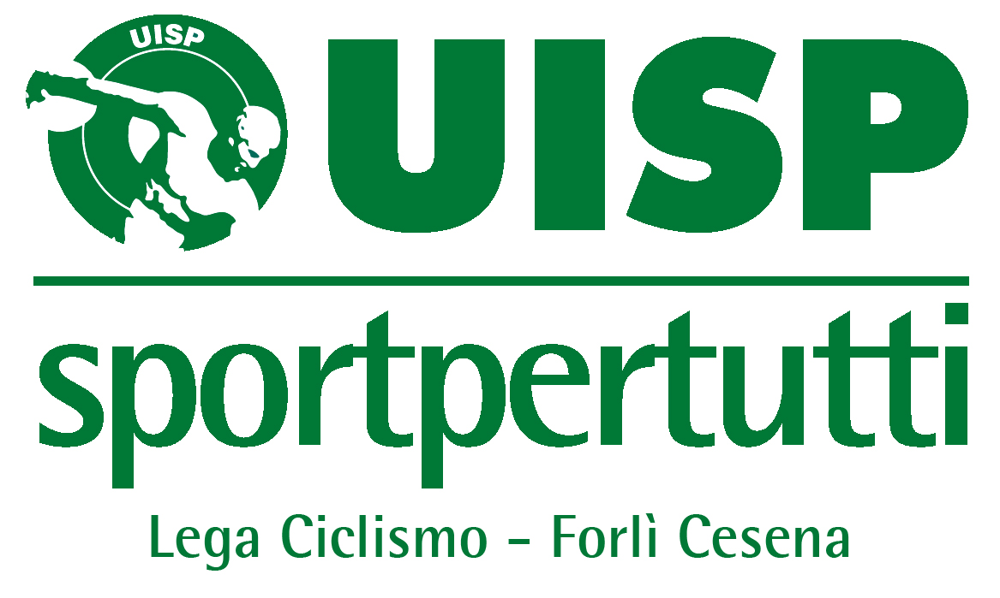 UISP
UISP
sportpertutti
Lega Ciclismo - Forlì Cesena